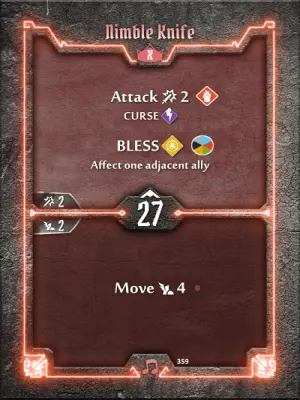 Nimble Knife
X
Attack 2
CURSE
BLESS
Affect one adjacent ally
2
27
2
Move 4
359